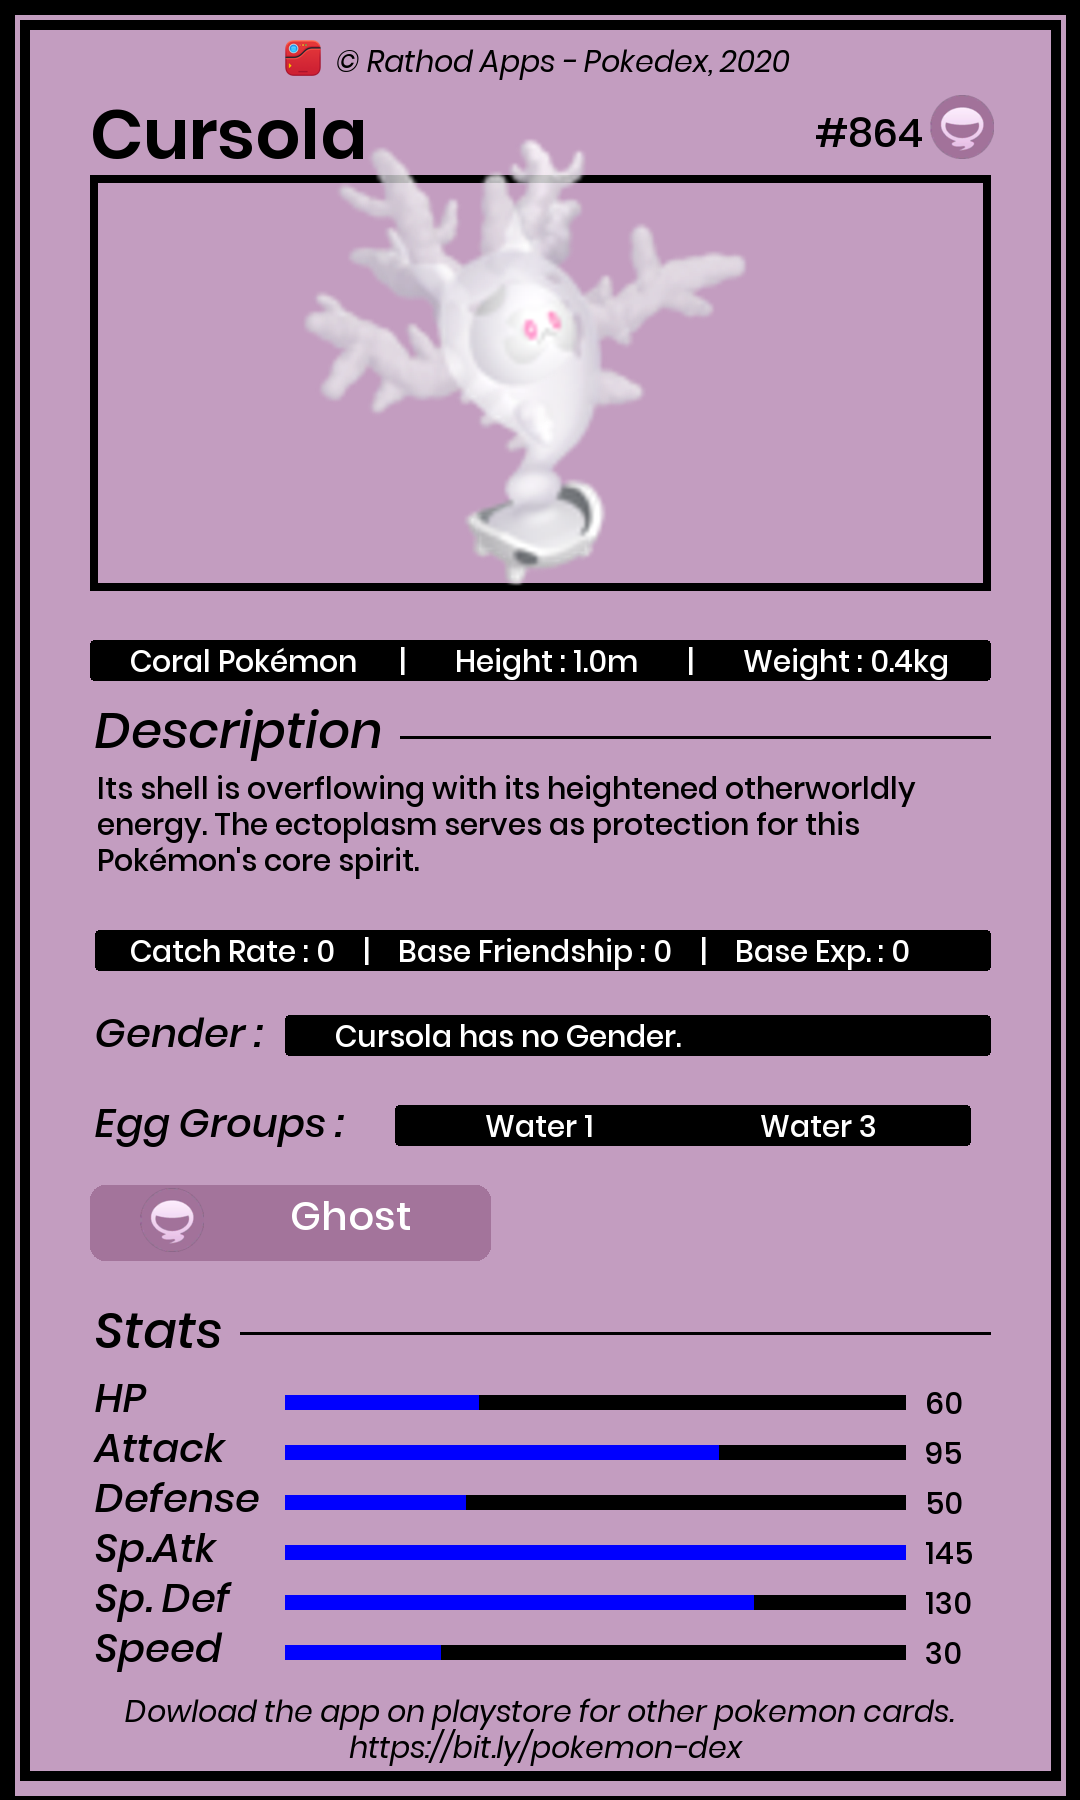 © Rathod Apps - Pokedex, 2020
Cursola
#864
Coral Pokémon | Height : 1.0m | Weight : 0.4kg
Description
Its shell is overflowing with its heightened otherworldly
energy. The ectoplasm serves as protection for this
Pokémon's core spirit.
Catch Rate : 0 | Base Friendship : 0 | Base Exp. : 0
Gender : Cursola has no Gender.
Egg Groups : Water 1 Water 3
Ghost
Stats
HP 60
Attack 95
Defense 50
Sp.Atk 145
Sp. Def 130
Speed 30
Dowload the app on playstore for other pokemon cards.
https://bit.ly/pokemon-dex